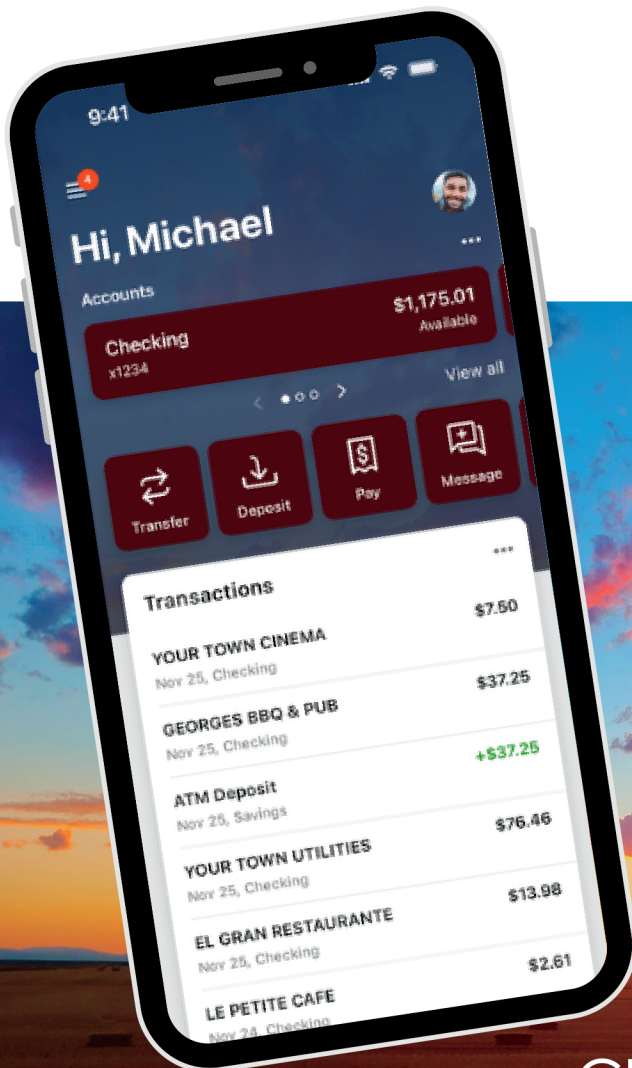 9:41
4
Hi, Michael
Accounts
Checking
$1,175.01
x1234
Available
View all
Transfer
Deposit
Pay
Message
Transactions
YOUR TOWN CINEMA
$7.50
Nov 25, Checking
GEORGES BBQ & PUB
$37.25
Nov 25, Checking
ATM Deposit
+$37.25
Nov 25, Savings
YOUR TOWN UTILITIES
$76.46
Nov 25, Checking
EL GRAN RESTAURANTE
$13.98
Nov 25, Checking
LE PETITE CAFE
$2.61
Nov 24, Checking